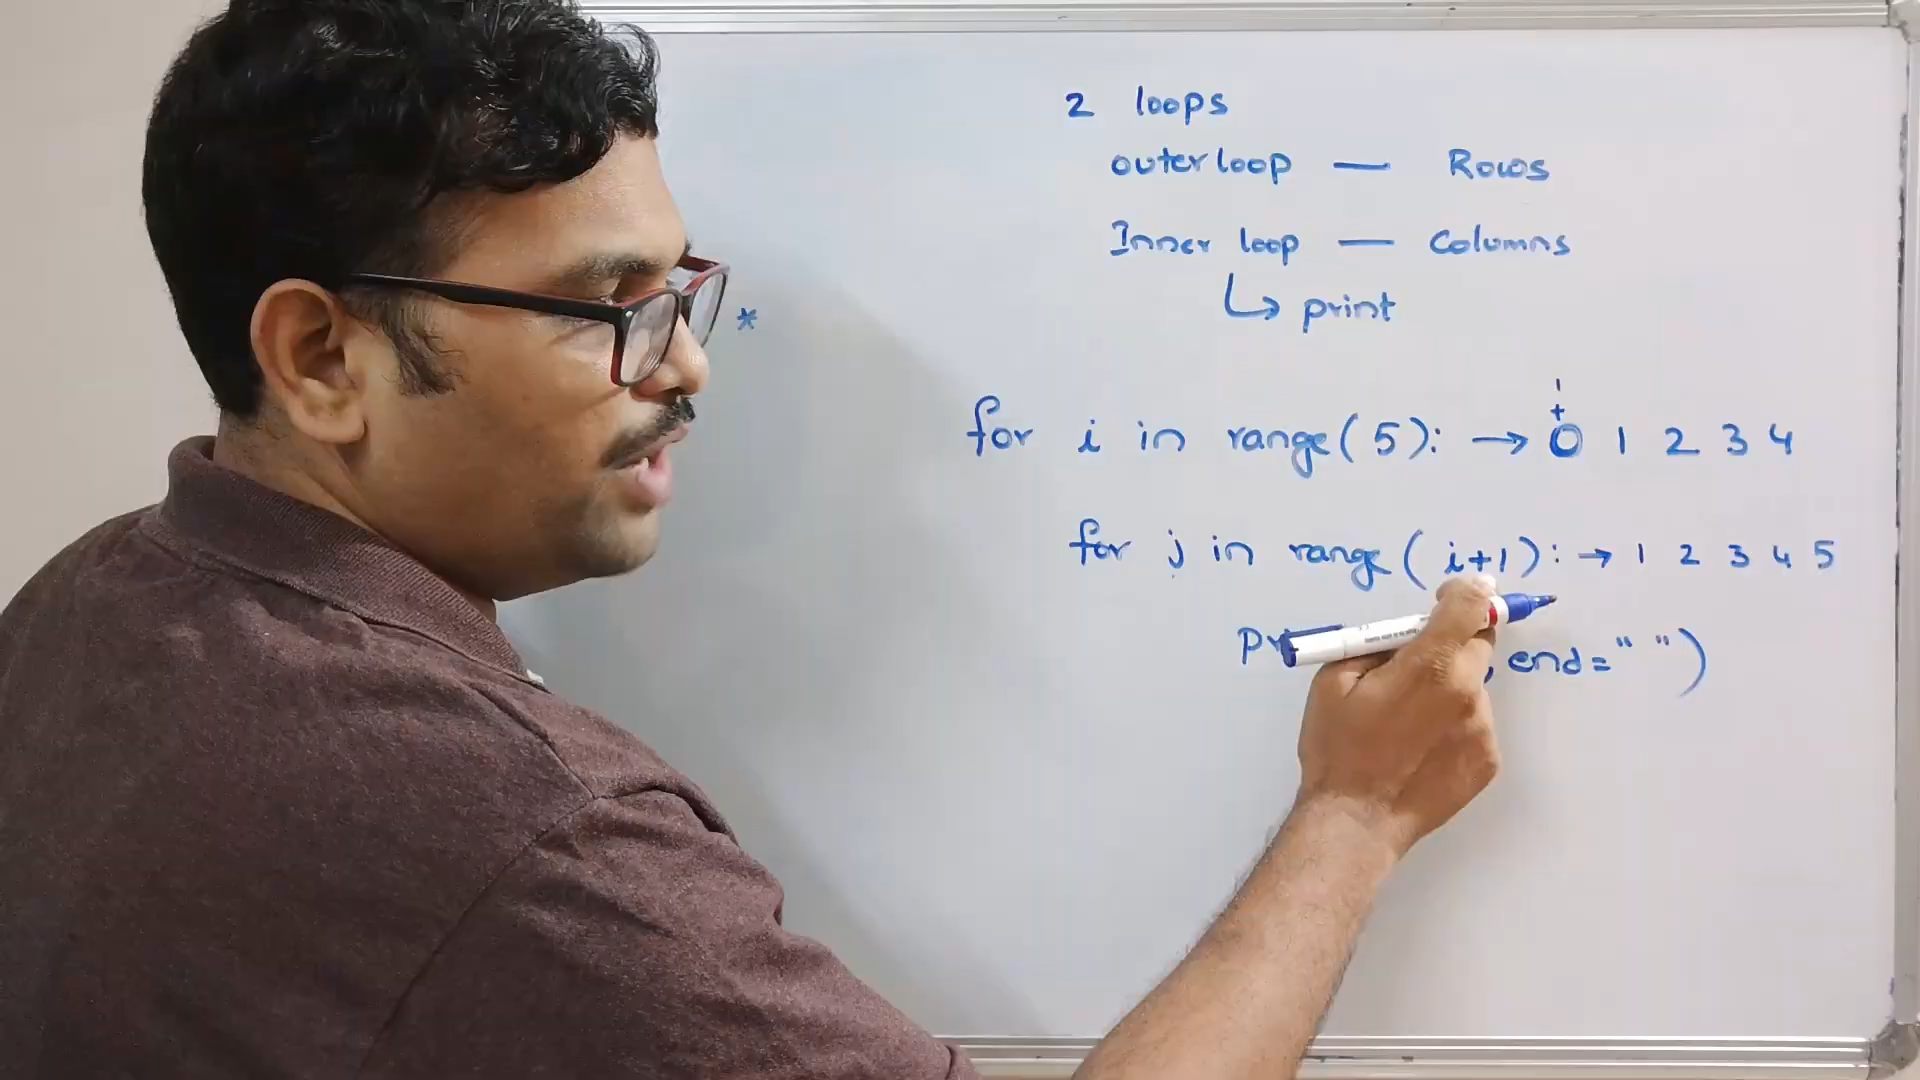 2 loops
outer loop — Rows
Inner loop — Columns
↳ print
*
1
+
for i in range(5): → 0 1 2 3 4
for j in range(i+1): → 1 2 3 4 5
, end=" ")